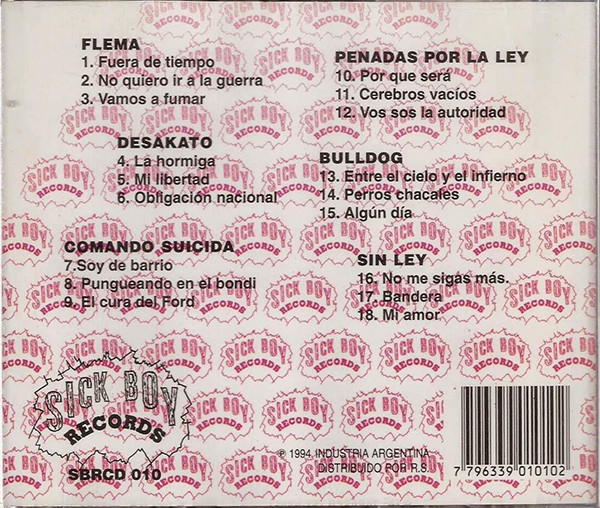 FLEMA
1. Fuera de tiempo
2. No quiero ir a la guerra
3. Vamos a fumar
DESAKATO
4. La hormiga
5. Mi libertad
6. Obligación nacional
COMANDO SUICIDA
7.Soy de barrio
8. Pungueando en el bondi
9. El cura del Ford
PENADAS POR LA LEY
10. Por que será
11. Cerebros vacíos
12. Vos sos la autoridad
BULLDOG
13. Entre el cielo y el infierno
14. Perros chacales
15. Algún día
SIN LEY
16. No me sigas más.
17. Bandera
18. Mi amor
SICK BOY
RECORDS
SBRCD 010
℗ 1994, INDUSTRIA ARGENTINA
DISTRIBUIDO POR R.S.
7 796339 010102